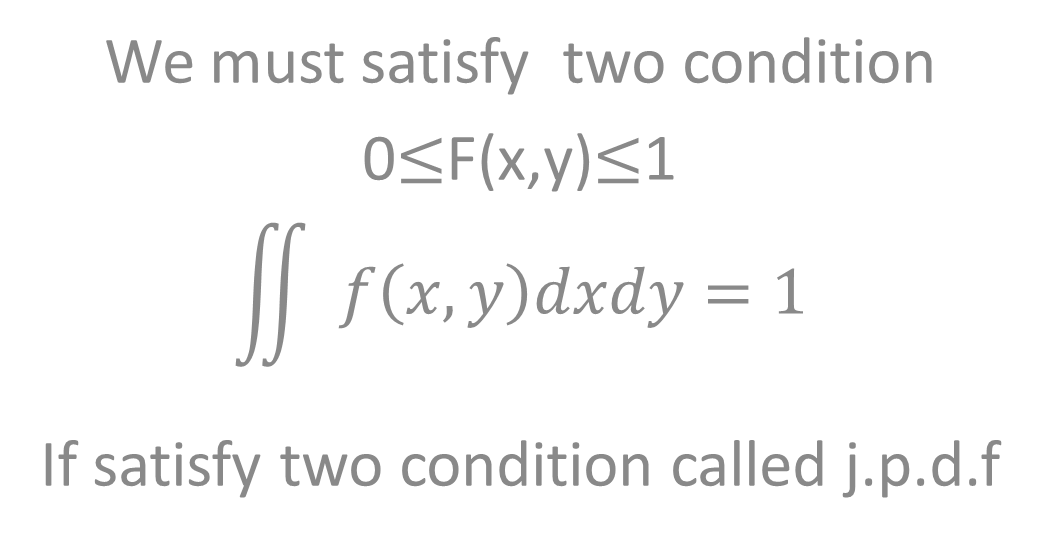 We must satisfy  two condition
0≤F(x,y)≤1
∬ f(x, y)dxdy = 1
If satisfy two condition called j.p.d.f